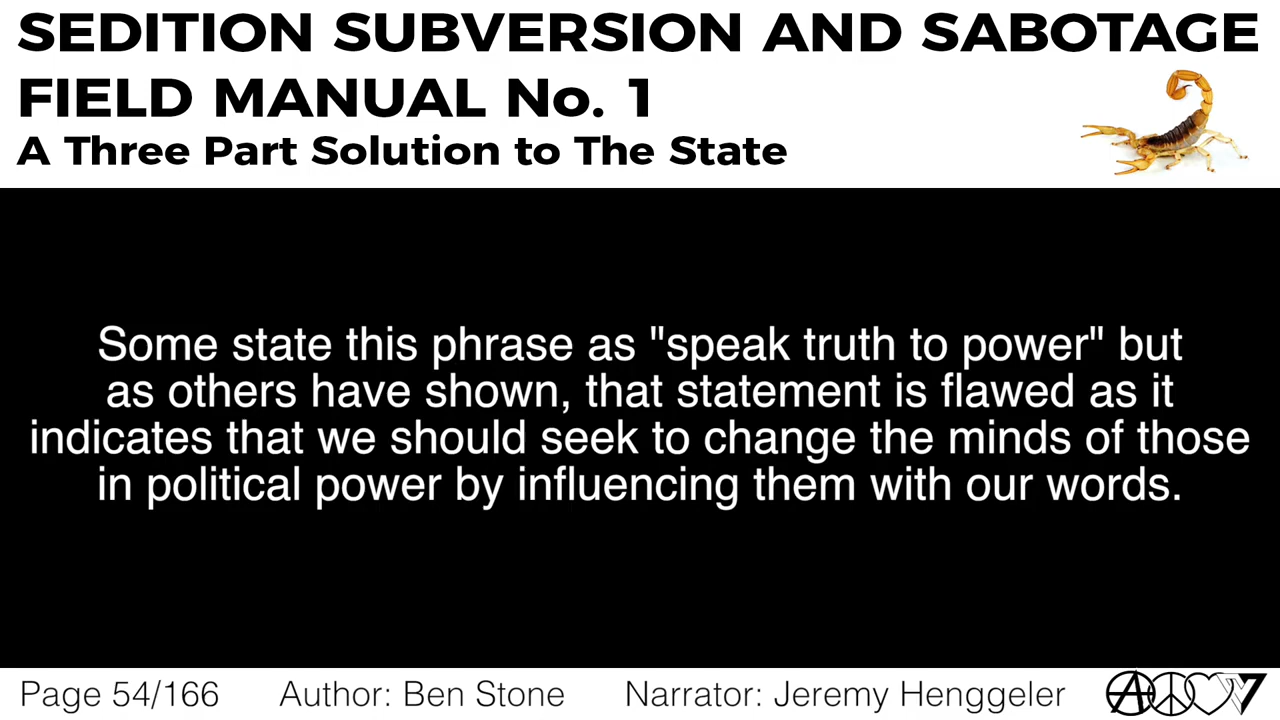 SEDITION SUBVERSION AND SABOTAGE
FIELD MANUAL No. 1
A Three Part Solution to The State
Some state this phrase as "speak truth to power" but
as others have shown, that statement is flawed as it
indicates that we should seek to change the minds of those
in political power by influencing them with our words.
Page 54/166 Author: Ben Stone Narrator: Jeremy Henggeler